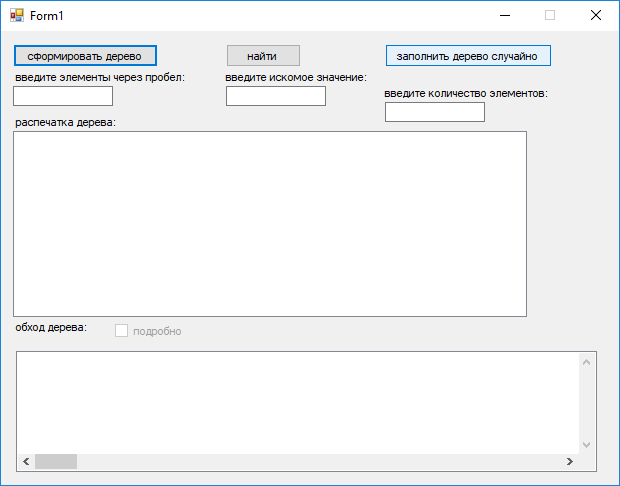 Form1
сформировать дерево
найти
заполнить дерево случайно
введите элементы через пробел:
введите искомое значение:
введите количество элементов:
распечатка дерева:
обход дерева:
подробно